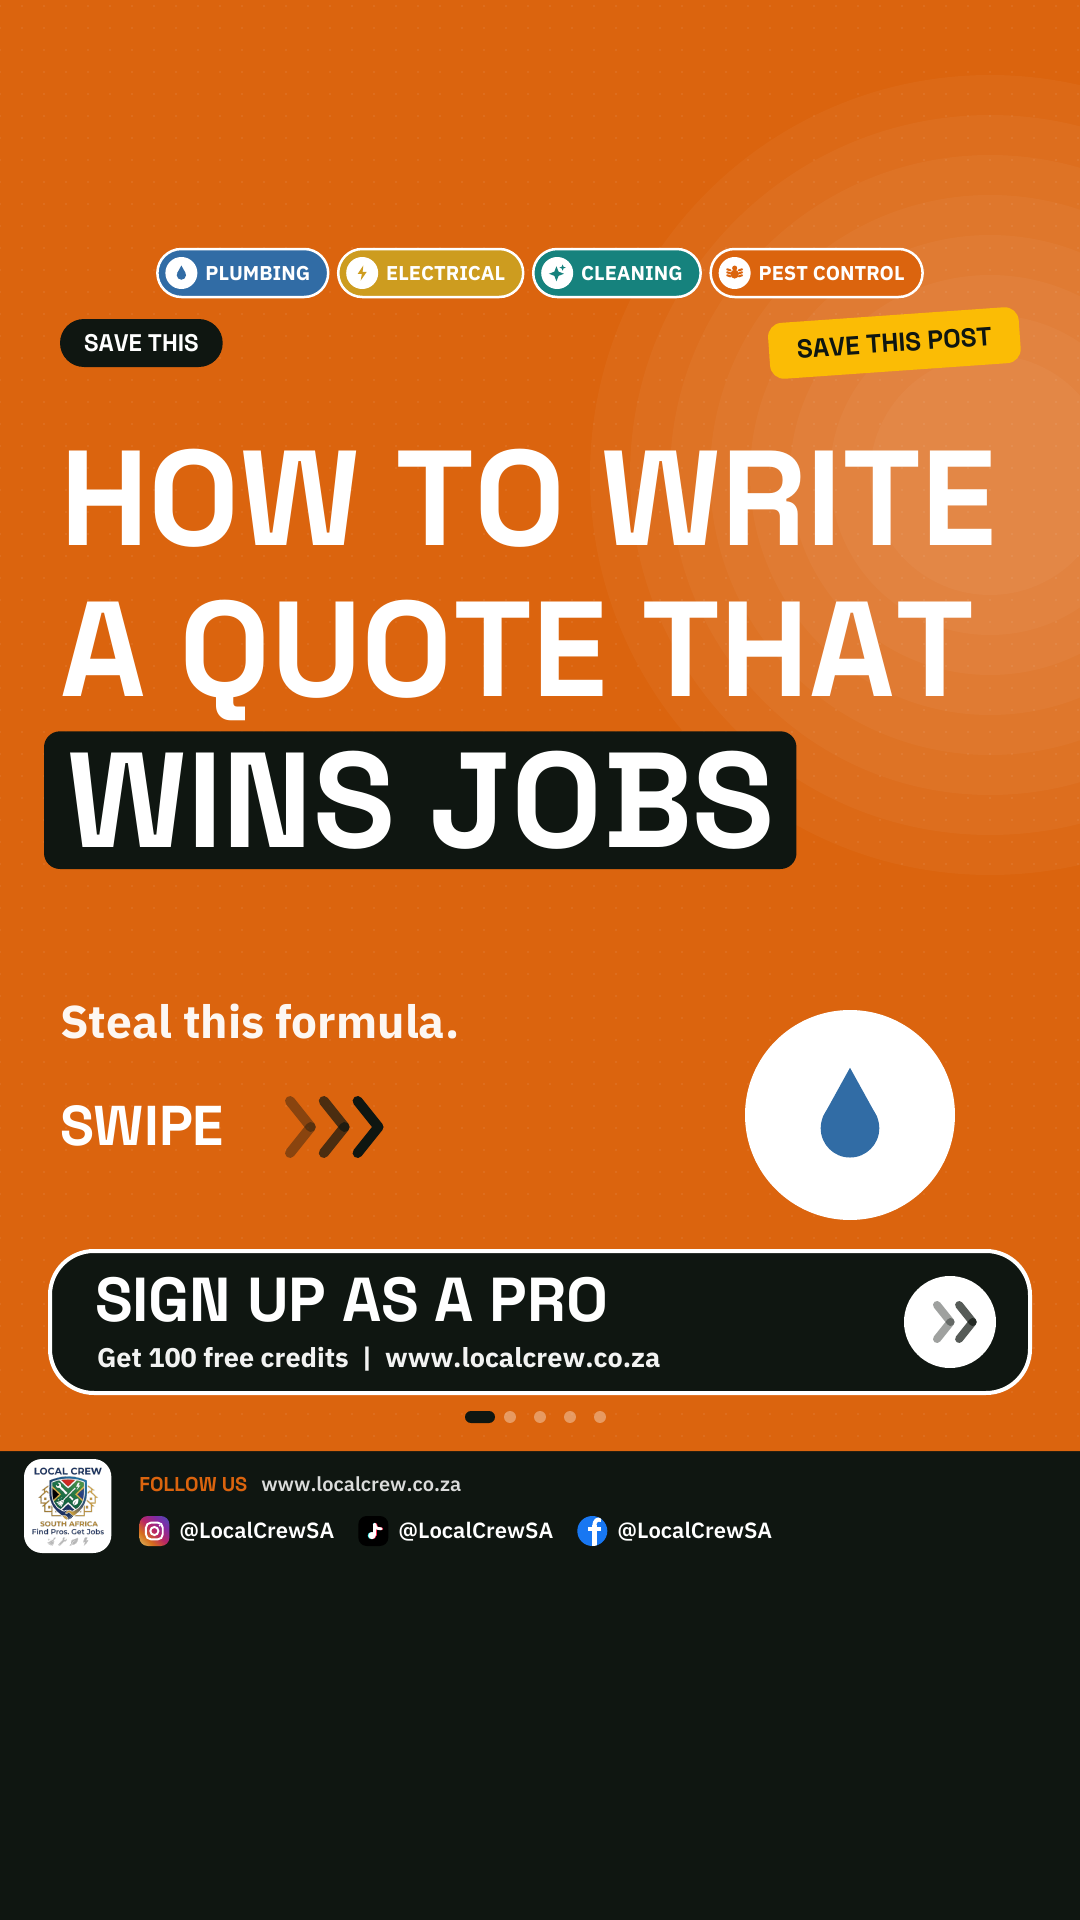 PLUMBING ELECTRICAL CLEANING PEST CONTROL
SAVE THIS
SAVE THIS POST
HOW TO WRITE
A QUOTE THAT
WINS JOBS
Steal this formula.
SWIPE
SIGN UP AS A PRO
Get 100 free credits | www.localcrew.co.za
LOCAL CREW
SOUTH AFRICA
Find Pros. Get Jobs
FOLLOW US www.localcrew.co.za
@LocalCrewSA @LocalCrewSA @LocalCrewSA